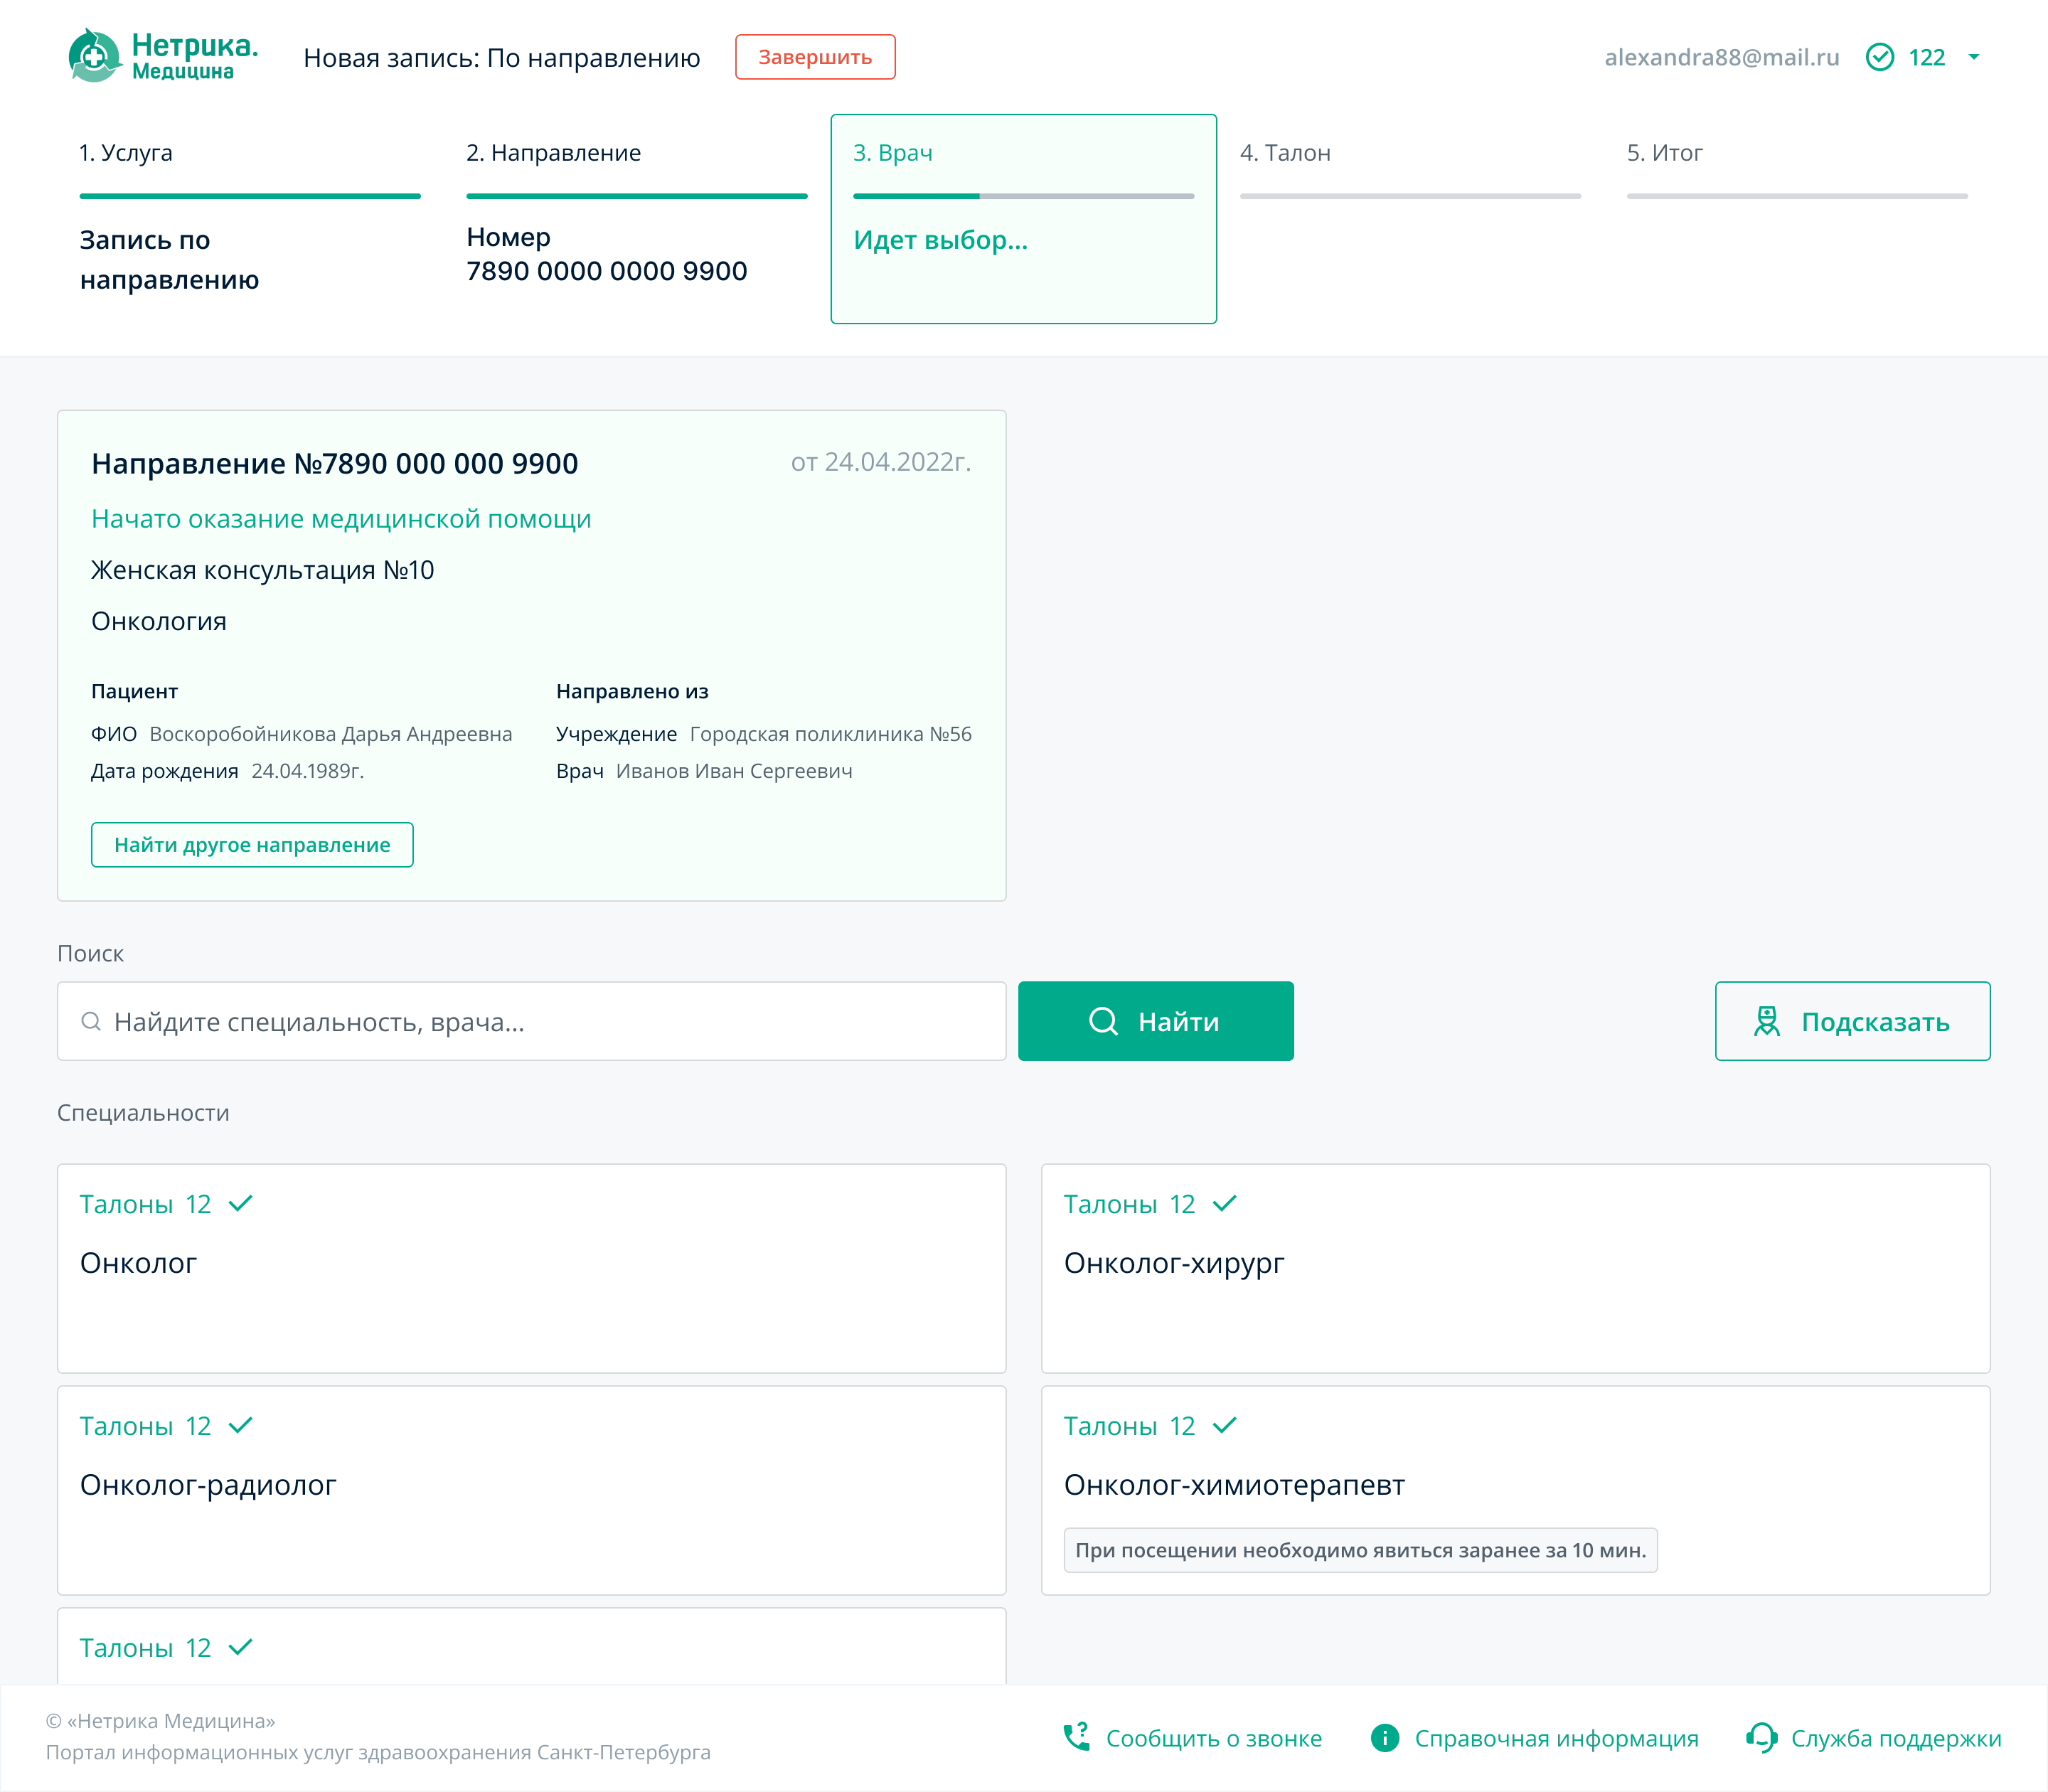 Нетрика.
Медицина
Новая запись: По направлению
Завершить
alexandra88@mail.ru
122
1. Услуга
Запись по
направлению
2. Направление
Номер
7890 0000 0000 9900
3. Врач
Идет выбор...
4. Талон
5. Итог
Направление №7890 000 000 9900
от 24.04.2022г.
Начато оказание медицинской помощи
Женская консультация №10
Онкология
Пациент
ФИО Воскоробойникова Дарья Андреевна
Дата рождения 24.04.1989г.
Направлено из
Учреждение Городская поликлиника №56
Врач Иванов Иван Сергеевич
Найти другое направление
Поиск
Найдите специальность, врача...
Найти
Подсказать
Специальности
Талоны 12
Онколог
Талоны 12
Онколог-хирург
Талоны 12
Онколог-радиолог
Талоны 12
Онколог-химиотерапевт
При посещении необходимо явиться заранее за 10 мин.
Талоны 12
© «Нетрика Медицина»
Портал информационных услуг здравоохранения Санкт-Петербурга
Сообщить о звонке
Справочная информация
Служба поддержки